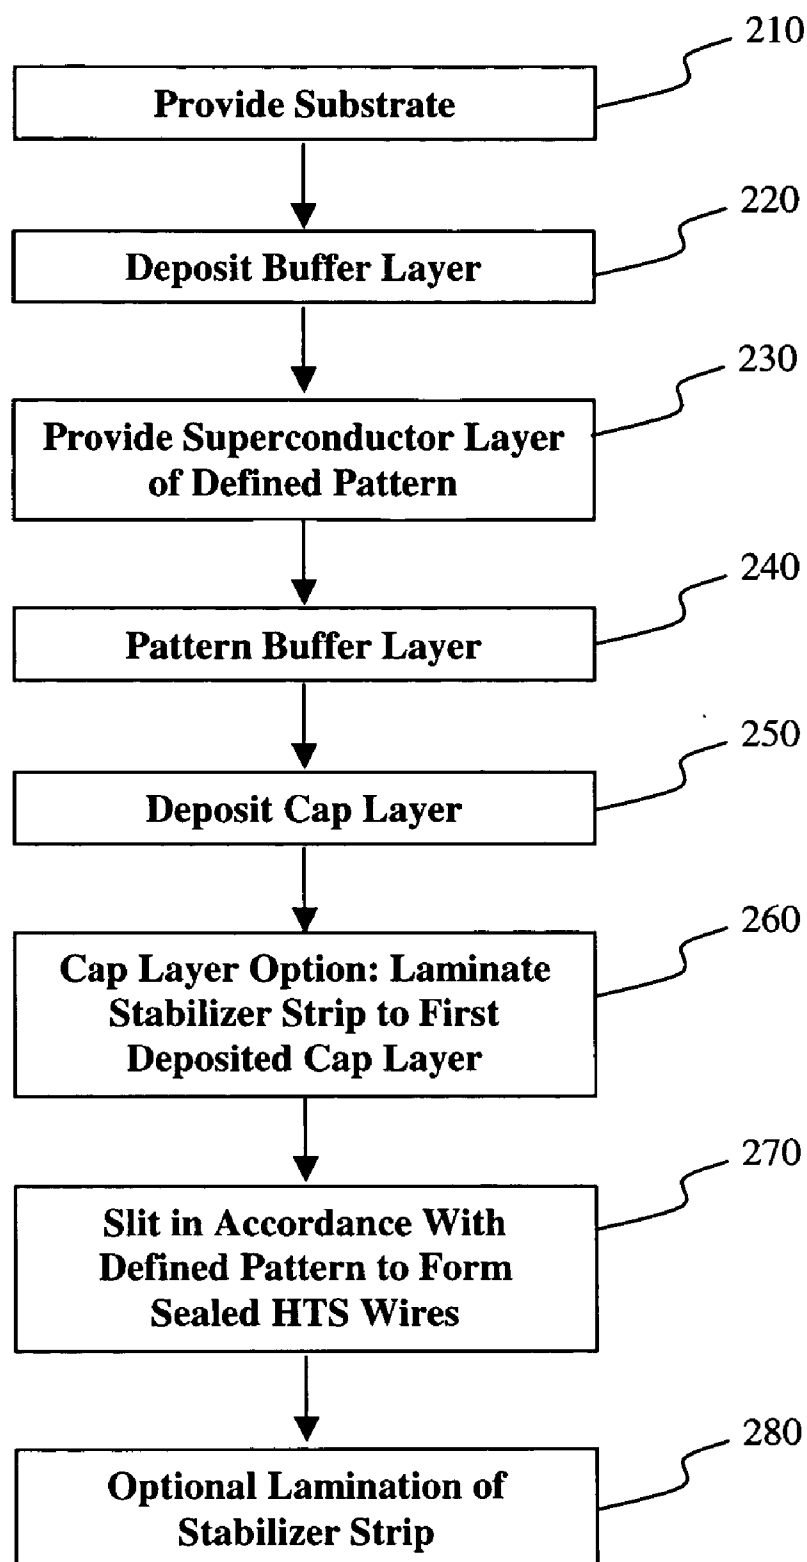 210
Provide Substrate
220
Deposit Buffer Layer
230
Provide Superconductor Layer
of Defined Pattern
240
Pattern Buffer Layer
250
Deposit Cap Layer
260
Cap Layer Option: Laminate
Stabilizer Strip to First
Deposited Cap Layer
270
Slit in Accordance With
Defined Pattern to Form
Sealed HTS Wires
280
Optional Lamination of
Stabilizer Strip